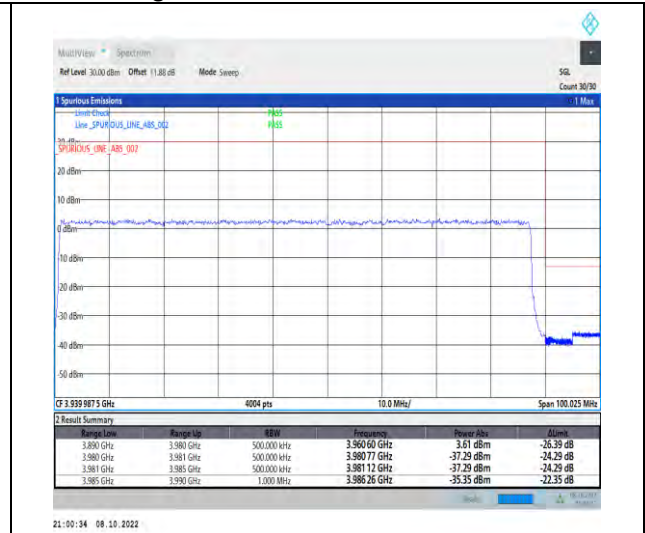 MultiView Spectrum
Ref Level 30.00 dBm Offset 11.88 dB Mode Sweep SGL
Count 30/30
1 Spurious Emissions 1 Max
Limit Check PASS
Line _SPURIOUS_LINE_ABS_002 PASS
_SPURIOUS_LINE_ABS_002
20 dBm
10 dBm
0 dBm
-10 dBm
-20 dBm
-30 dBm
-40 dBm
-50 dBm
CF 3.939 987 5 GHz 4004 pts 10.0 MHz/ Span 100.025 MHz
2 Result Summary
Range Low Range Up RBW Frequency Power Abs ΔLimit
3.890 GHz 3.980 GHz 500.000 kHz 3.960 60 GHz 3.61 dBm -26.39 dB
3.980 GHz 3.981 GHz 500.000 kHz 3.980 77 GHz -37.29 dBm -24.29 dB
3.981 GHz 3.985 GHz 500.000 kHz 3.981 12 GHz -37.29 dBm -24.29 dB
3.985 GHz 3.990 GHz 1.000 MHz 3.986 26 GHz -35.35 dBm -22.35 dB
21:00:34 08.10.2022